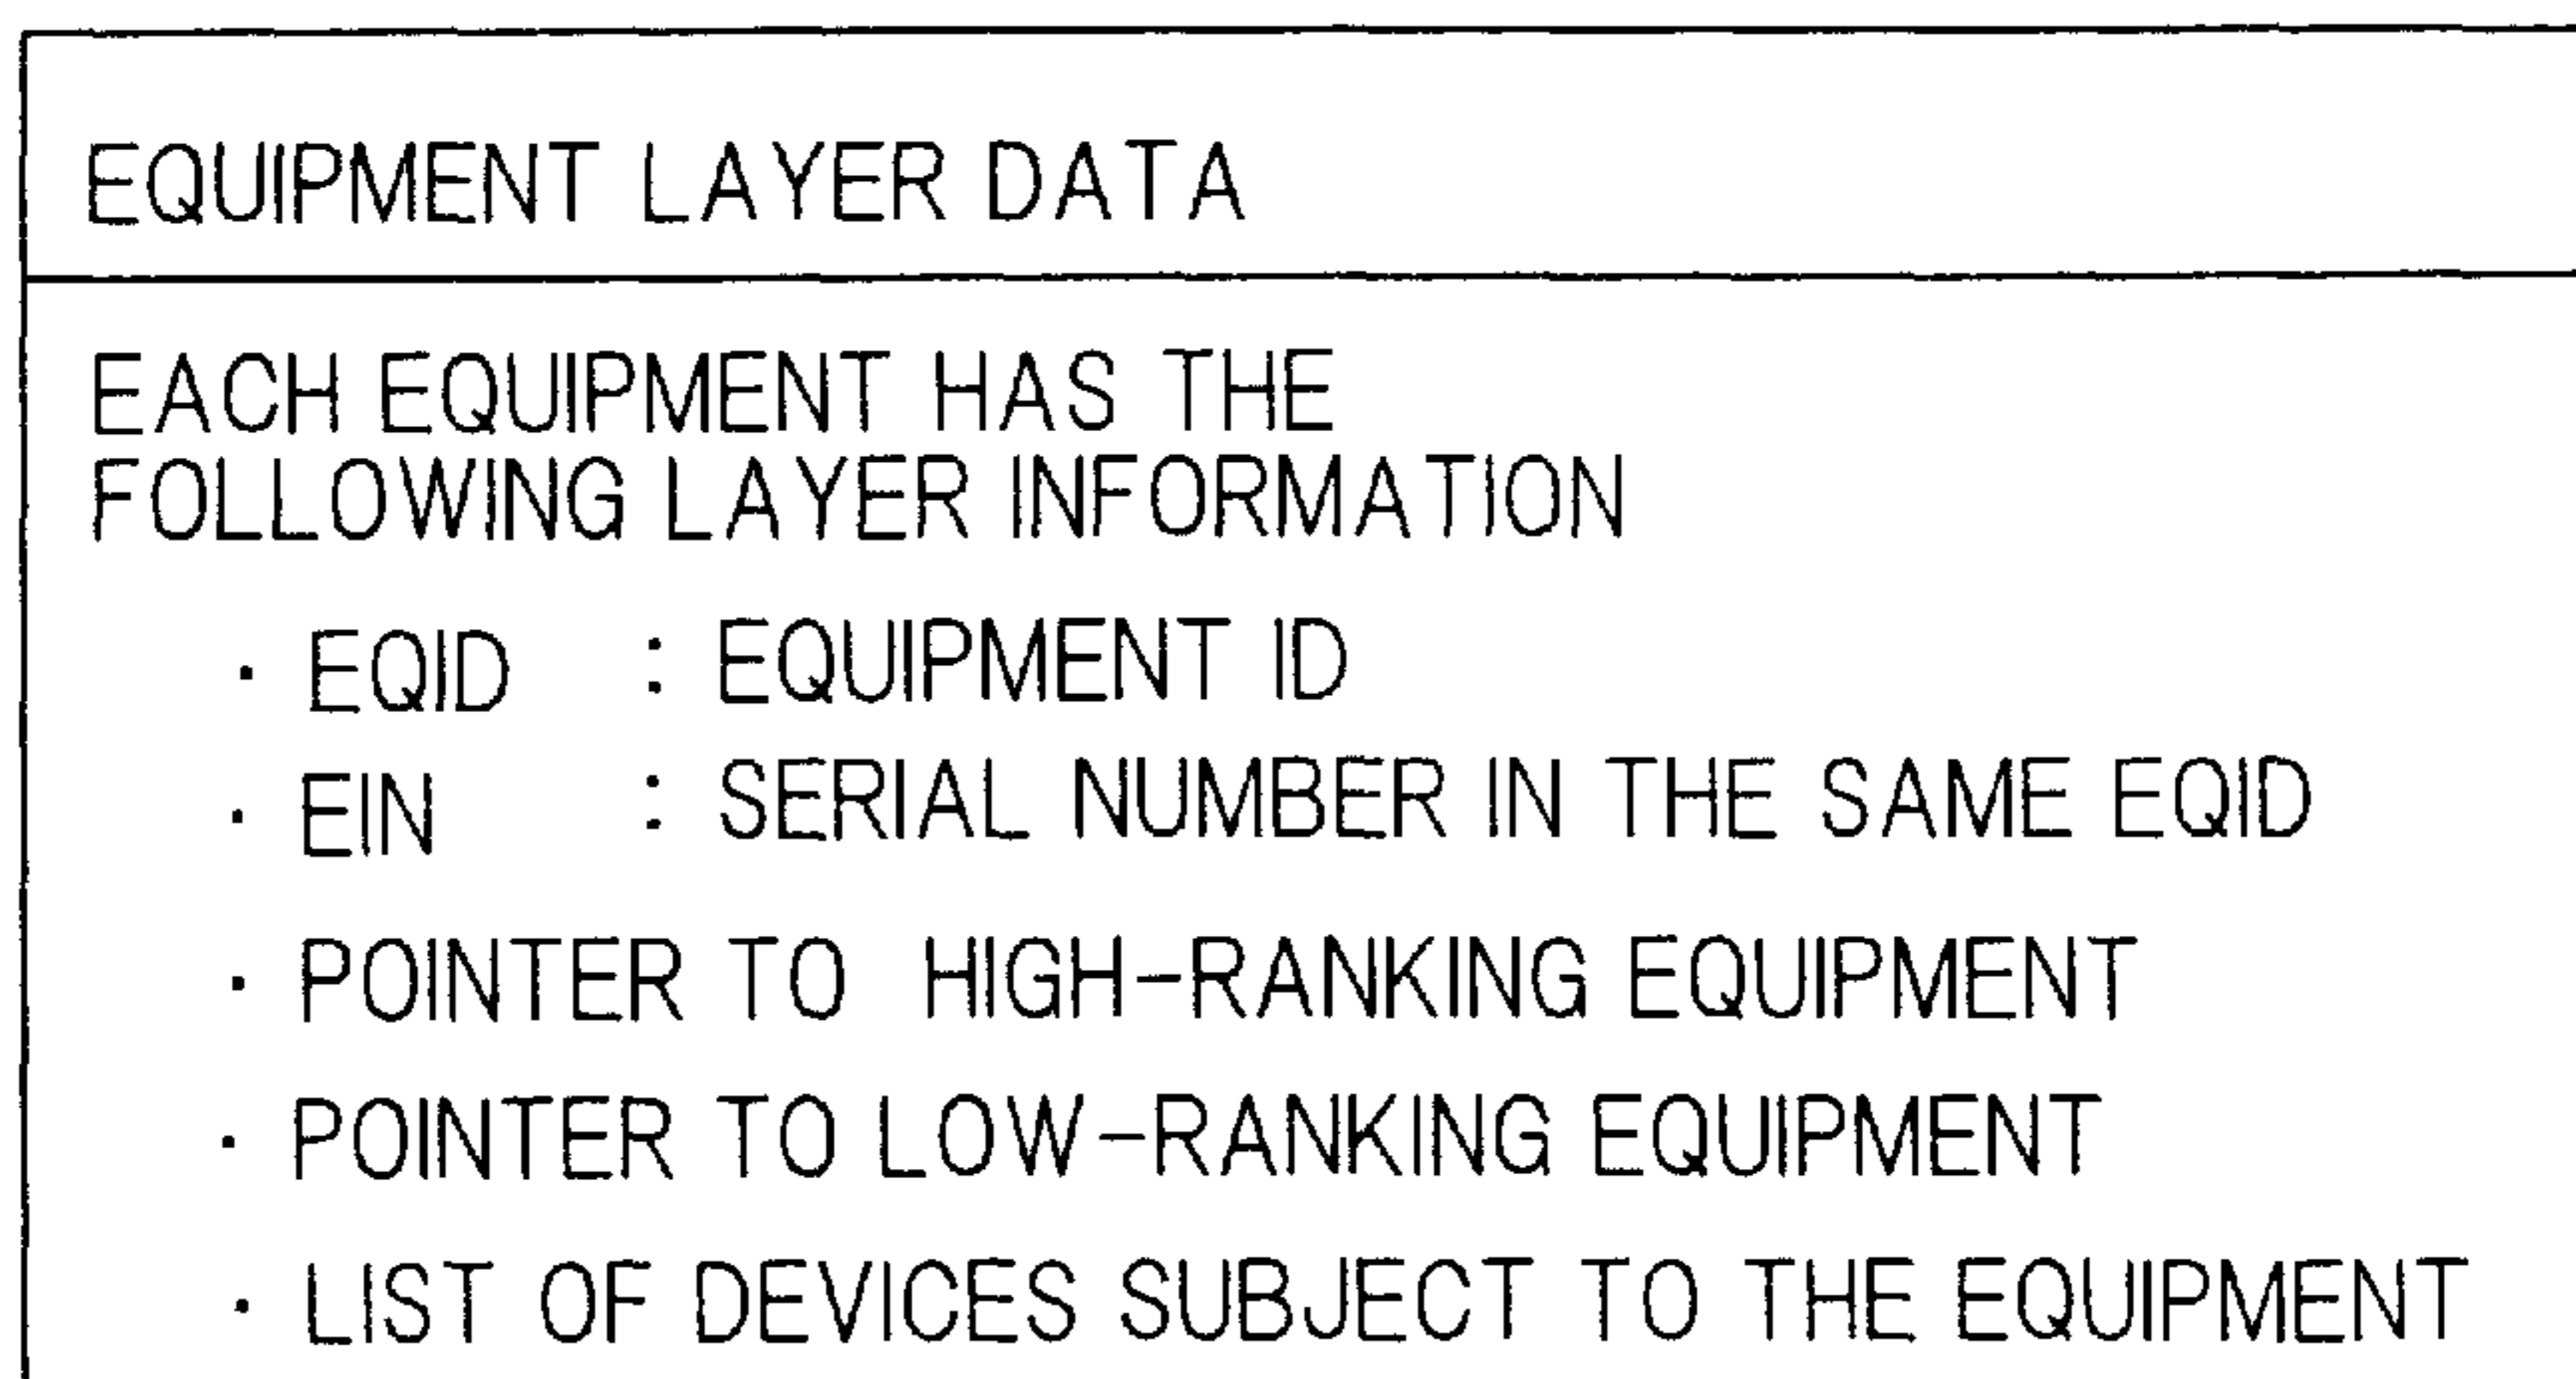 EQUIPMENT LAYER DATA
EACH EQUIPMENT HAS THE
FOLLOWING LAYER INFORMATION
· EQID : EQUIPMENT ID
· EIN : SERIAL NUMBER IN THE SAME EQID
· POINTER TO HIGH-RANKING EQUIPMENT
· POINTER TO LOW-RANKING EQUIPMENT
· LIST OF DEVICES SUBJECT TO THE EQUIPMENT